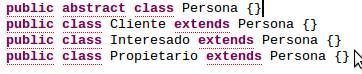 public abstract class Persona {}
public class Cliente extends Persona {}
public class Interesado extends Persona {}
public class Propietario extends Persona {}